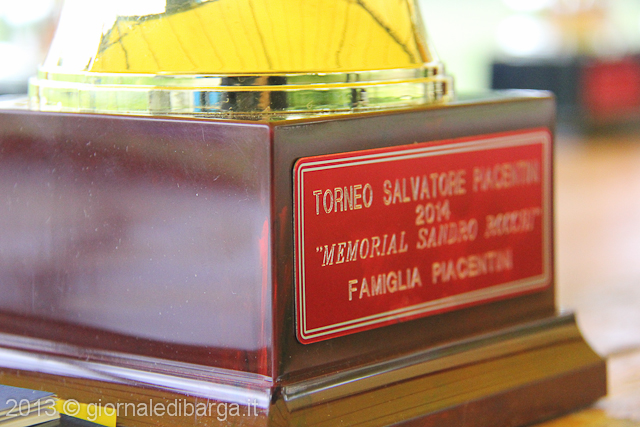 TORNEO SALVATORE PIACENTINI
2014
"MEMORIAL SANDRO
FAMIGLIA PIACENTINI
2013 © giornaledibarga.it